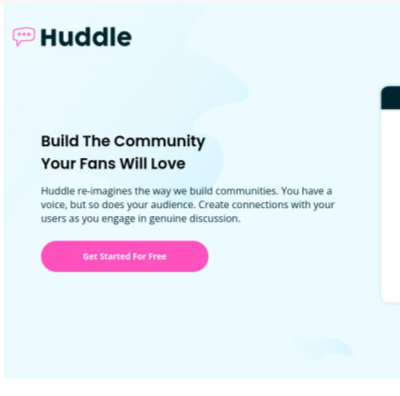 Huddle
Build The Community
Your Fans Will Love
Huddle re-imagines the way we build communities. You have a
voice, but so does your audience. Create connections with your
users as you engage in genuine discussion.
Get Started For Free